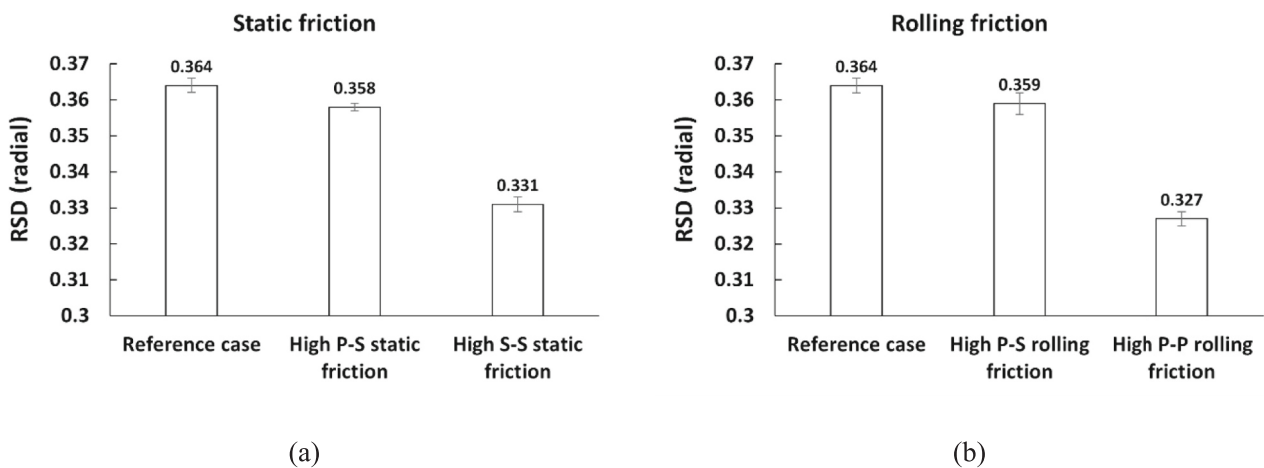 Static friction
RSD (radial)
0.37
0.36
0.35
0.34
0.33
0.32
0.31
0.3
0.364
0.358
0.331
Reference case
High P-S static
friction
High S-S static
friction
(a)
Rolling friction
RSD (radial)
0.37
0.36
0.35
0.34
0.33
0.32
0.31
0.3
0.364
0.359
0.327
Reference case
High P-S rolling
friction
High P-P rolling
friction
(b)